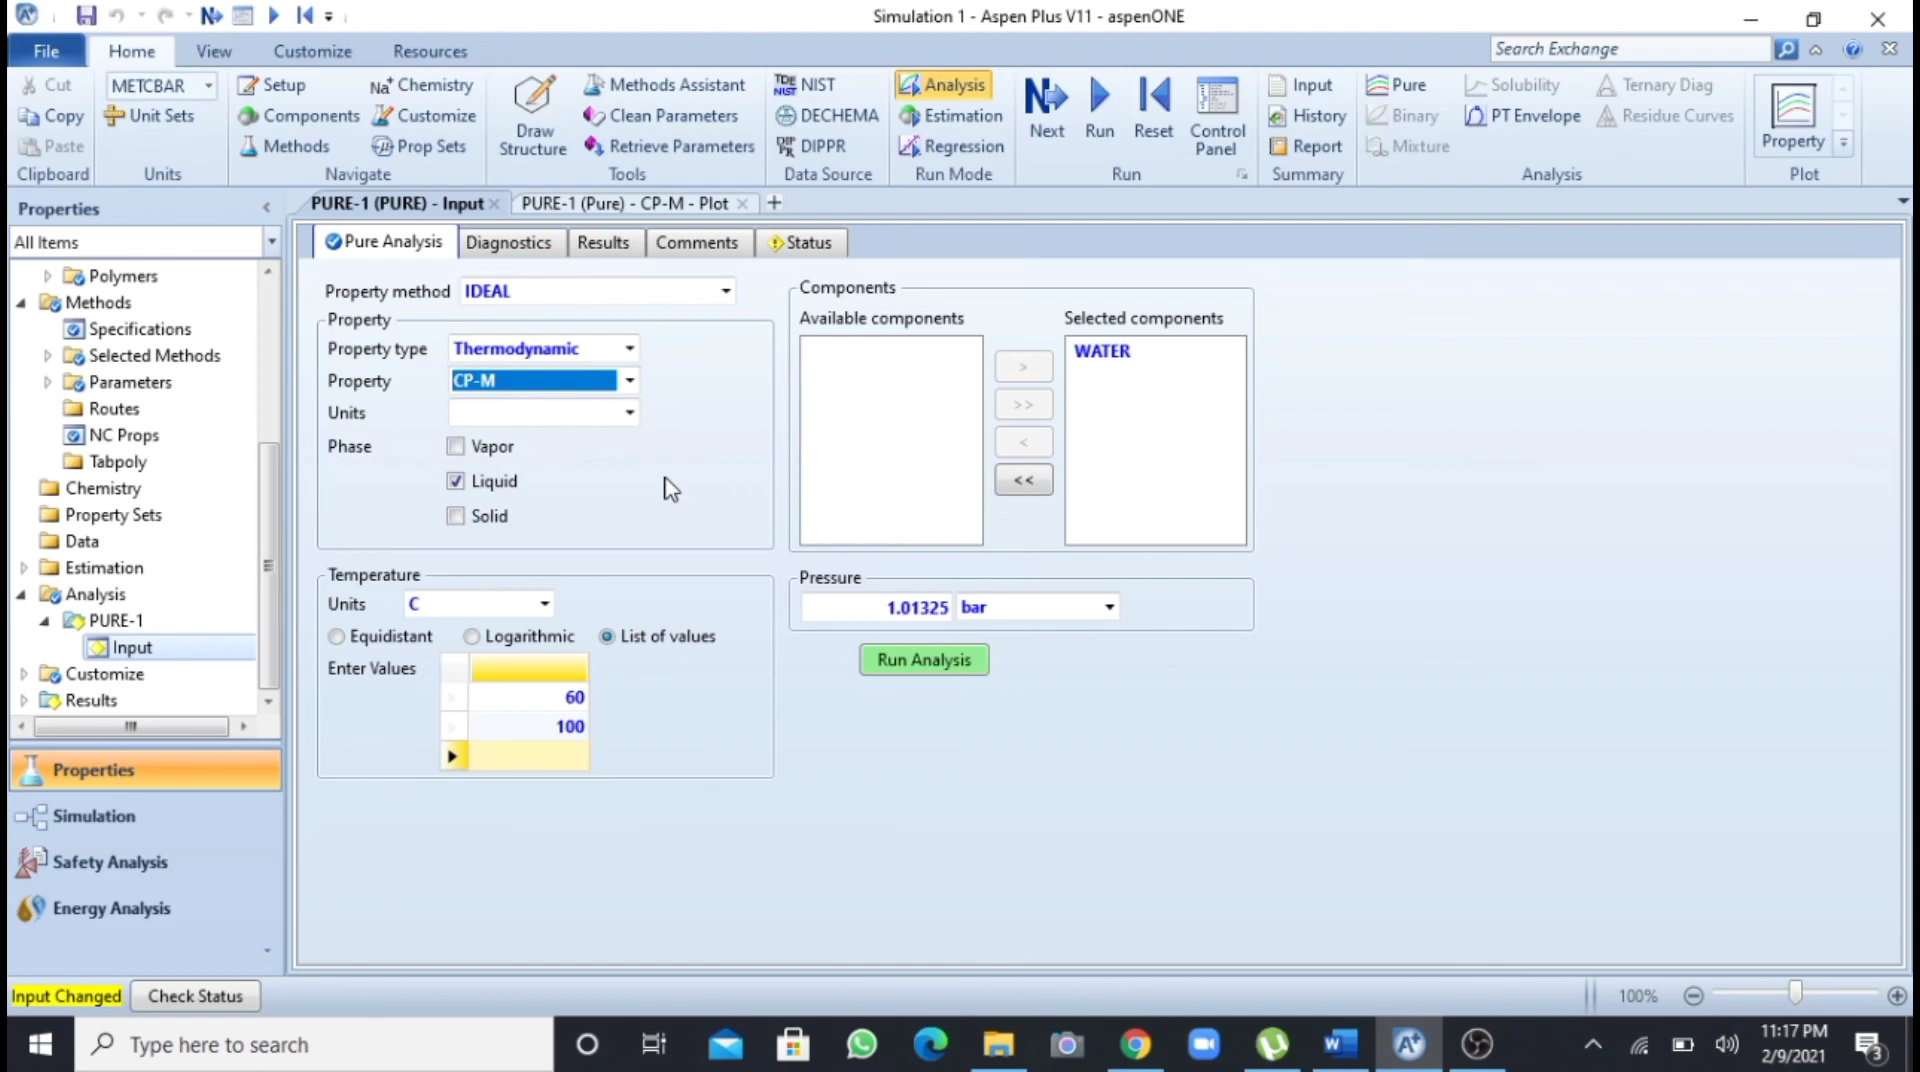 Simulation 1 - Aspen Plus V11 - aspenONE
File Home View Customize Resources
Search Exchange
Cut METCBAR Setup Chemistry Methods Assistant NIST Analysis Input Pure Solubility Ternary Diag
Copy Unit Sets Components Customize Clean Parameters DECHEMA Estimation History Binary PT Envelope Residue Curves
Paste Methods Prop Sets Draw Structure Retrieve Parameters DIPPR Regression Next Run Reset Control Panel Report Mixture Property
Clipboard Units Navigate Tools Data Source Run Mode Run Summary Analysis Plot
Properties
PURE-1 (PURE) - Input
PURE-1 (Pure) - CP-M - Plot
All Items
Pure Analysis Diagnostics Results Comments Status
Polymers
Methods
Specifications
Selected Methods
Parameters
Routes
NC Props
Tabpoly
Chemistry
Property Sets
Data
Estimation
Analysis
PURE-1
Input
Customize
Results
Properties
Simulation
Safety Analysis
Energy Analysis
Property method IDEAL
Property
Property type Thermodynamic
Property CP-M
Units
Phase Vapor
Liquid
Solid
Components
Available components Selected components
WATER
>
>>
<
<<
Temperature
Units C
Equidistant Logarithmic List of values
Enter Values
60
100
Pressure
1.01325 bar
Run Analysis
Input Changed Check Status
100%
Type here to search
11:17 PM
2/9/2021
3